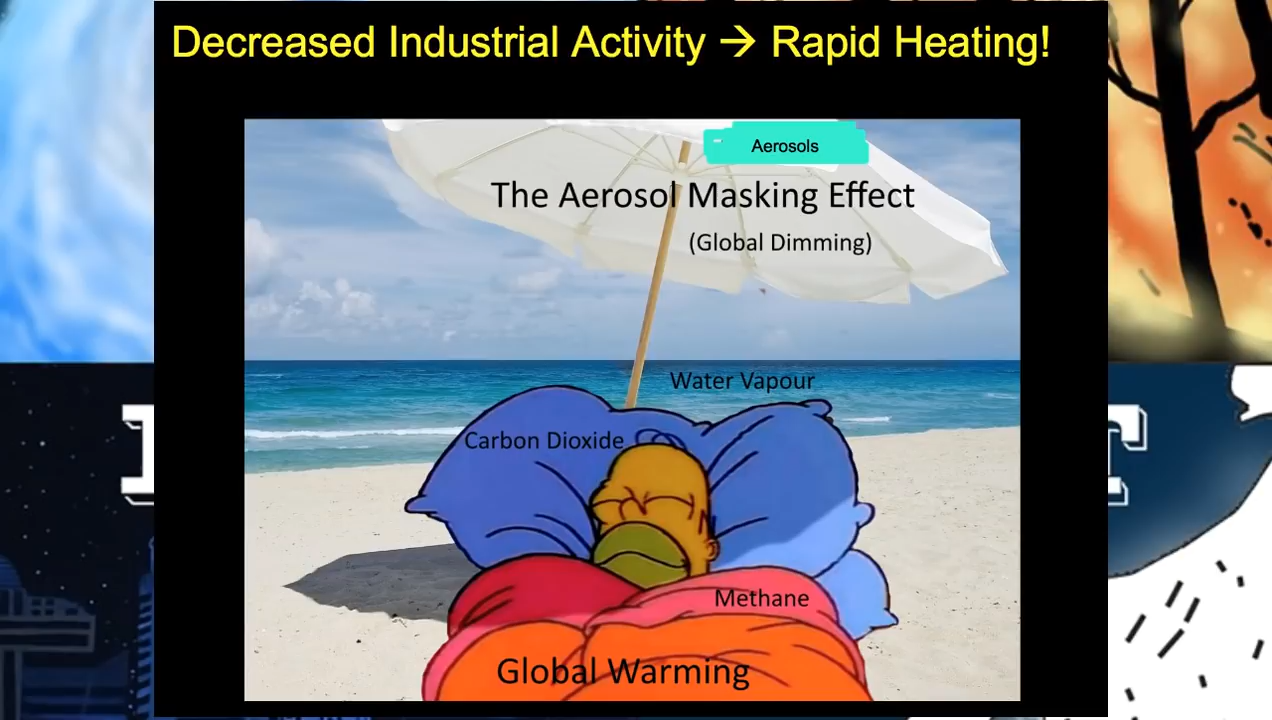 Decreased Industrial Activity → Rapid Heating!
Aerosols
The Aerosol Masking Effect
(Global Dimming)
Water Vapour
Carbon Dioxide
Methane
Global Warming